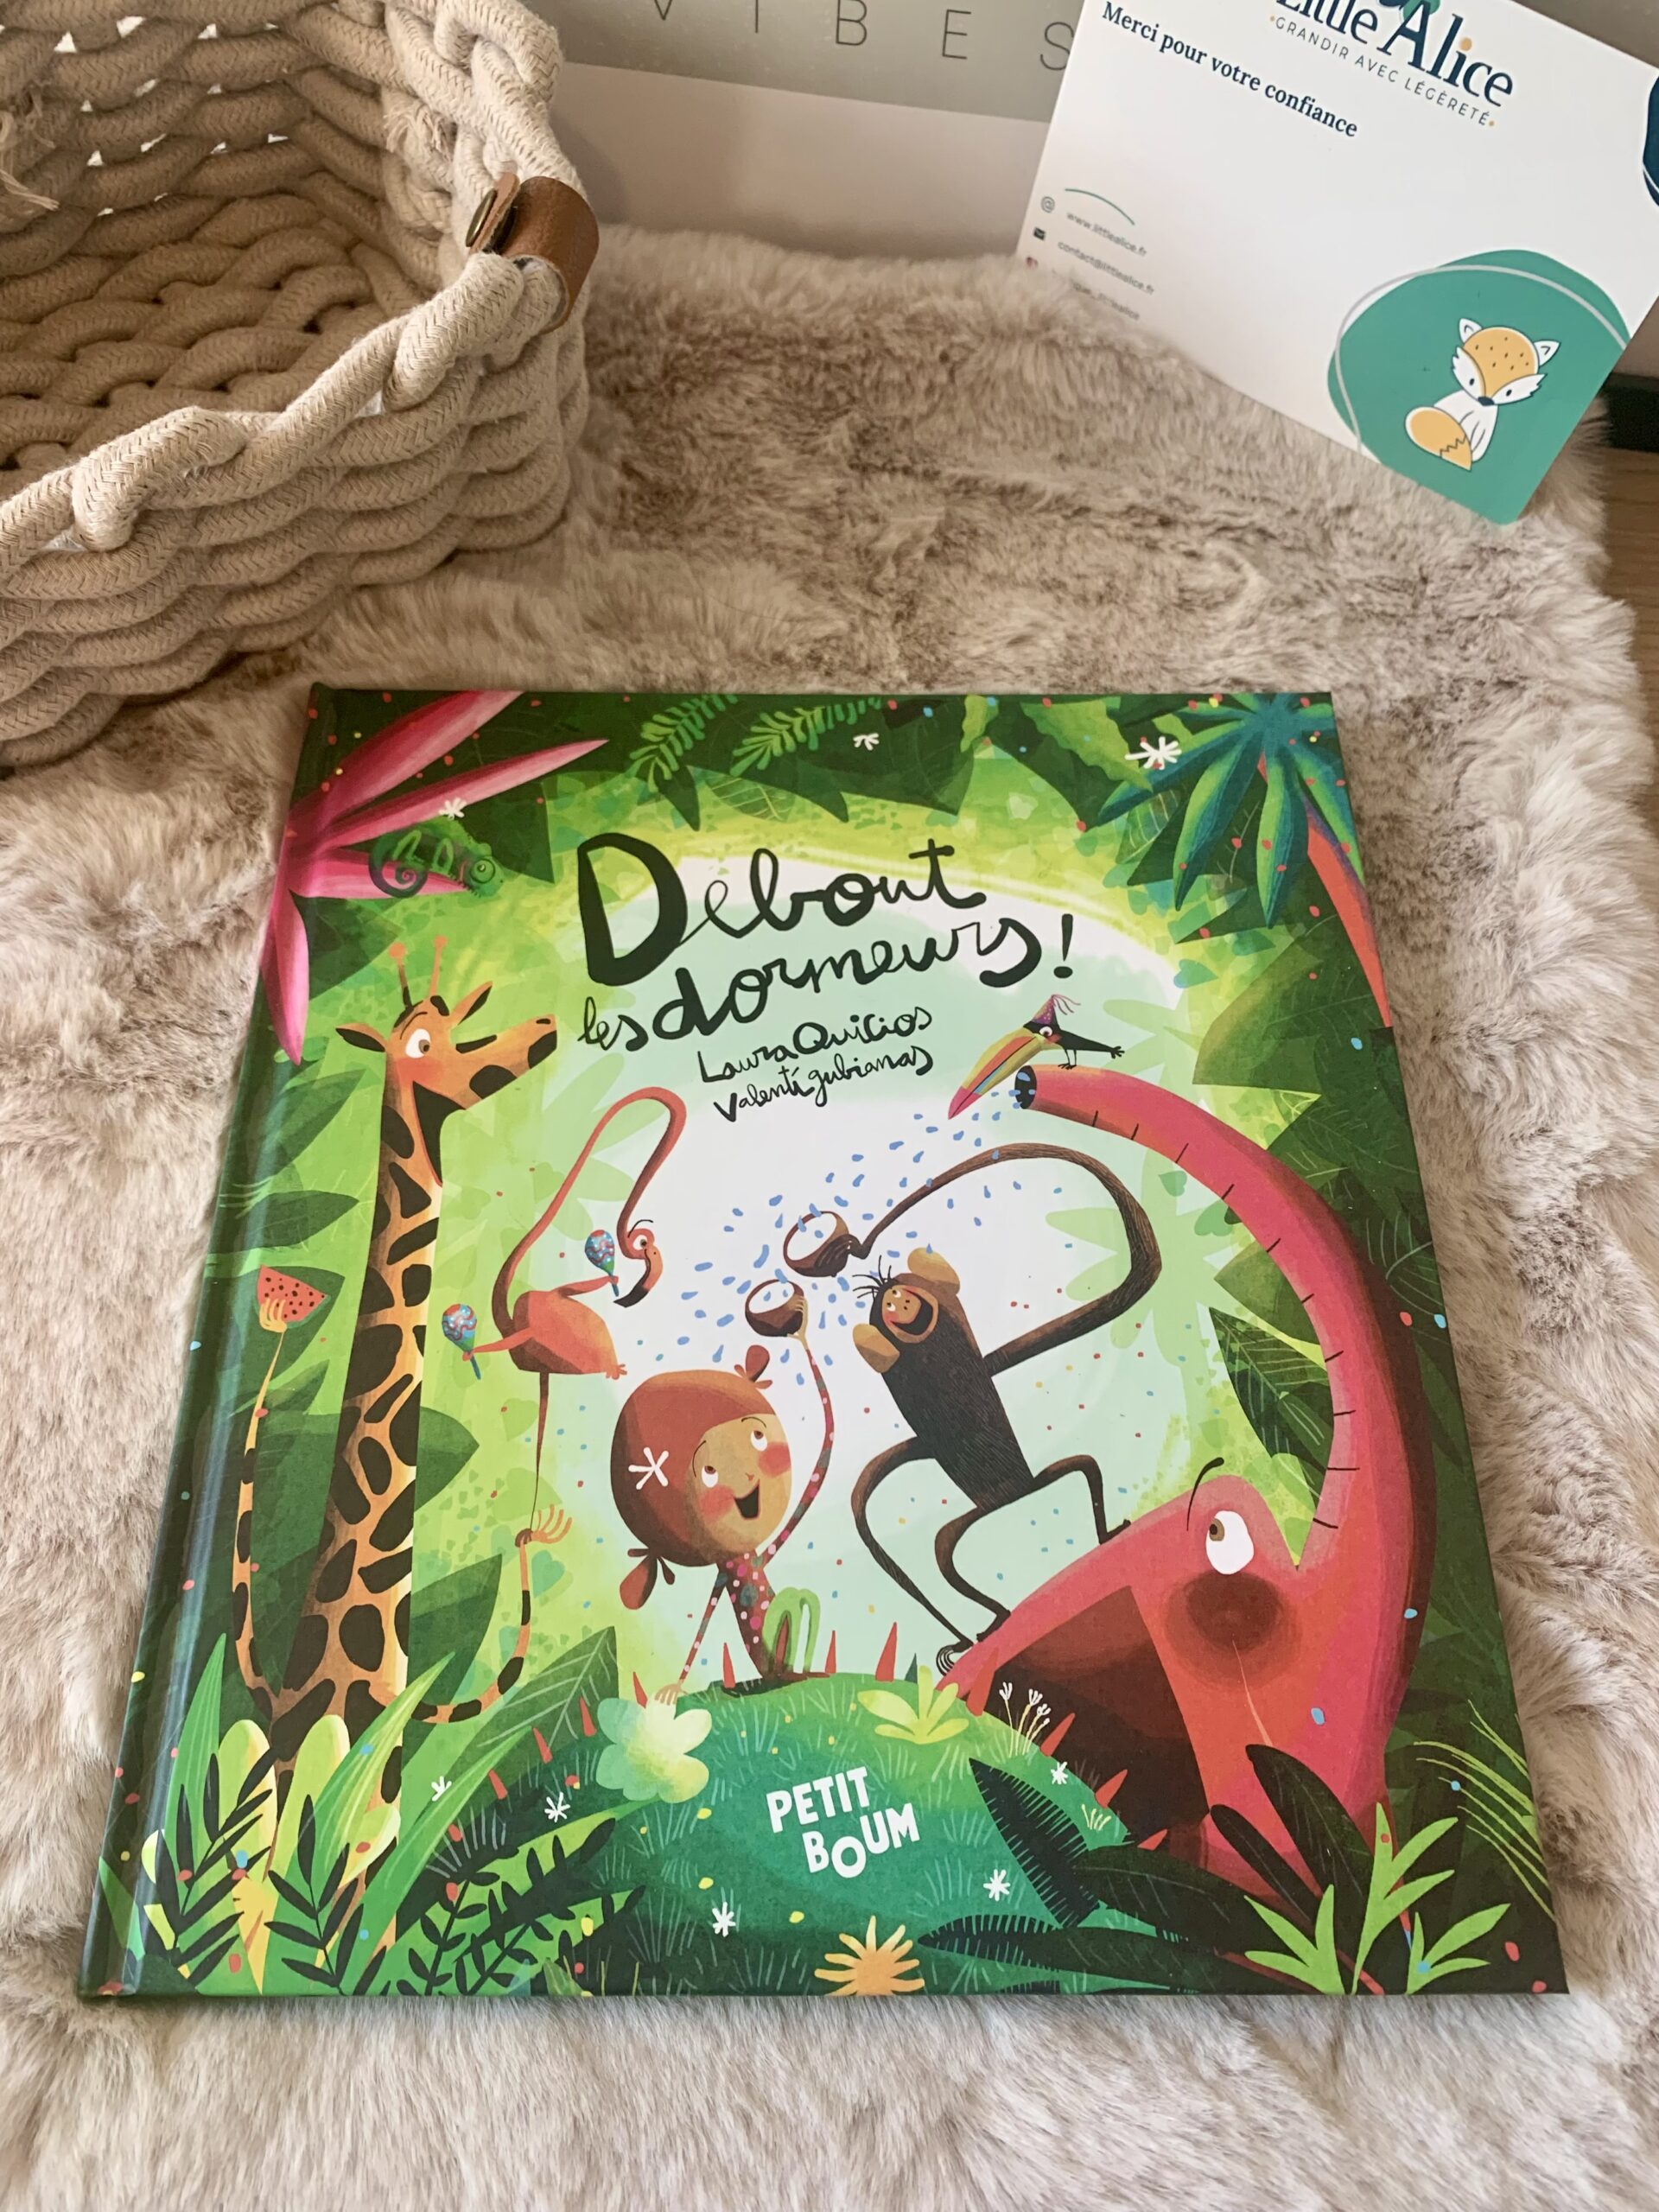 VIBES
Little Alice
GRANDIR AVEC LÉGÈRETÉ
Merci pour votre confiance
www.littlealice.fr
contact@littlealice.fr
Debout
les dormeurs!
Laura Quicios
Valentí gubianas
PETIT
BOUM